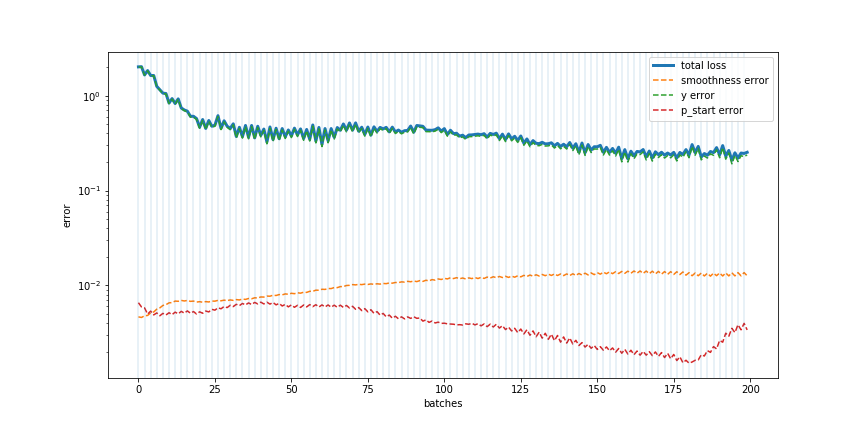 total loss
smoothness error
y error
p_start error
error
10⁰
10⁻¹
10⁻²
0 25 50 75 100 125 150 175 200
batches